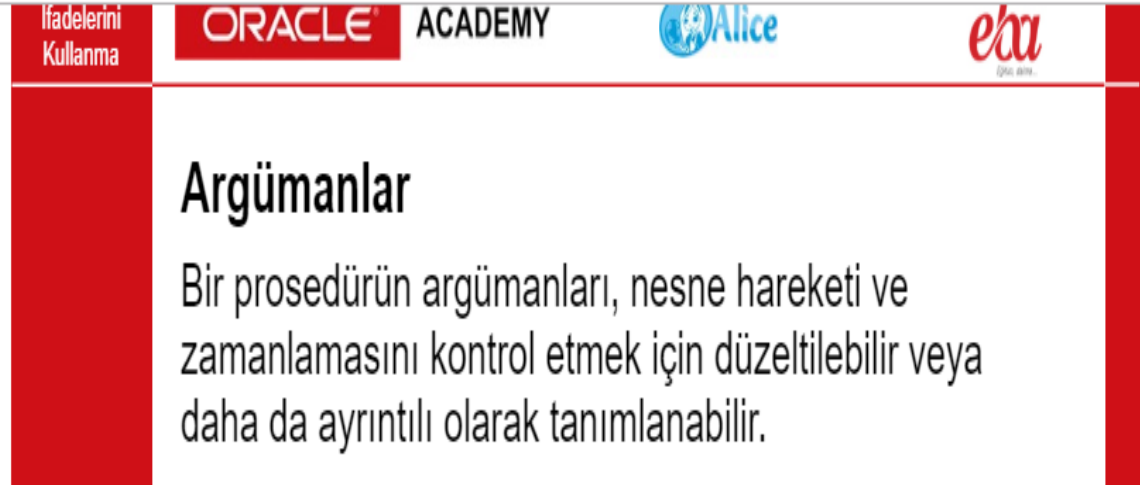 İfadelerini
Kullanma
ORACLE ACADEMY
Alice
eba
Argümanlar
Bir prosedürün argümanları, nesne hareketi ve
zamanlamasını kontrol etmek için düzeltilebilir veya
daha da ayrıntılı olarak tanımlanabilir.